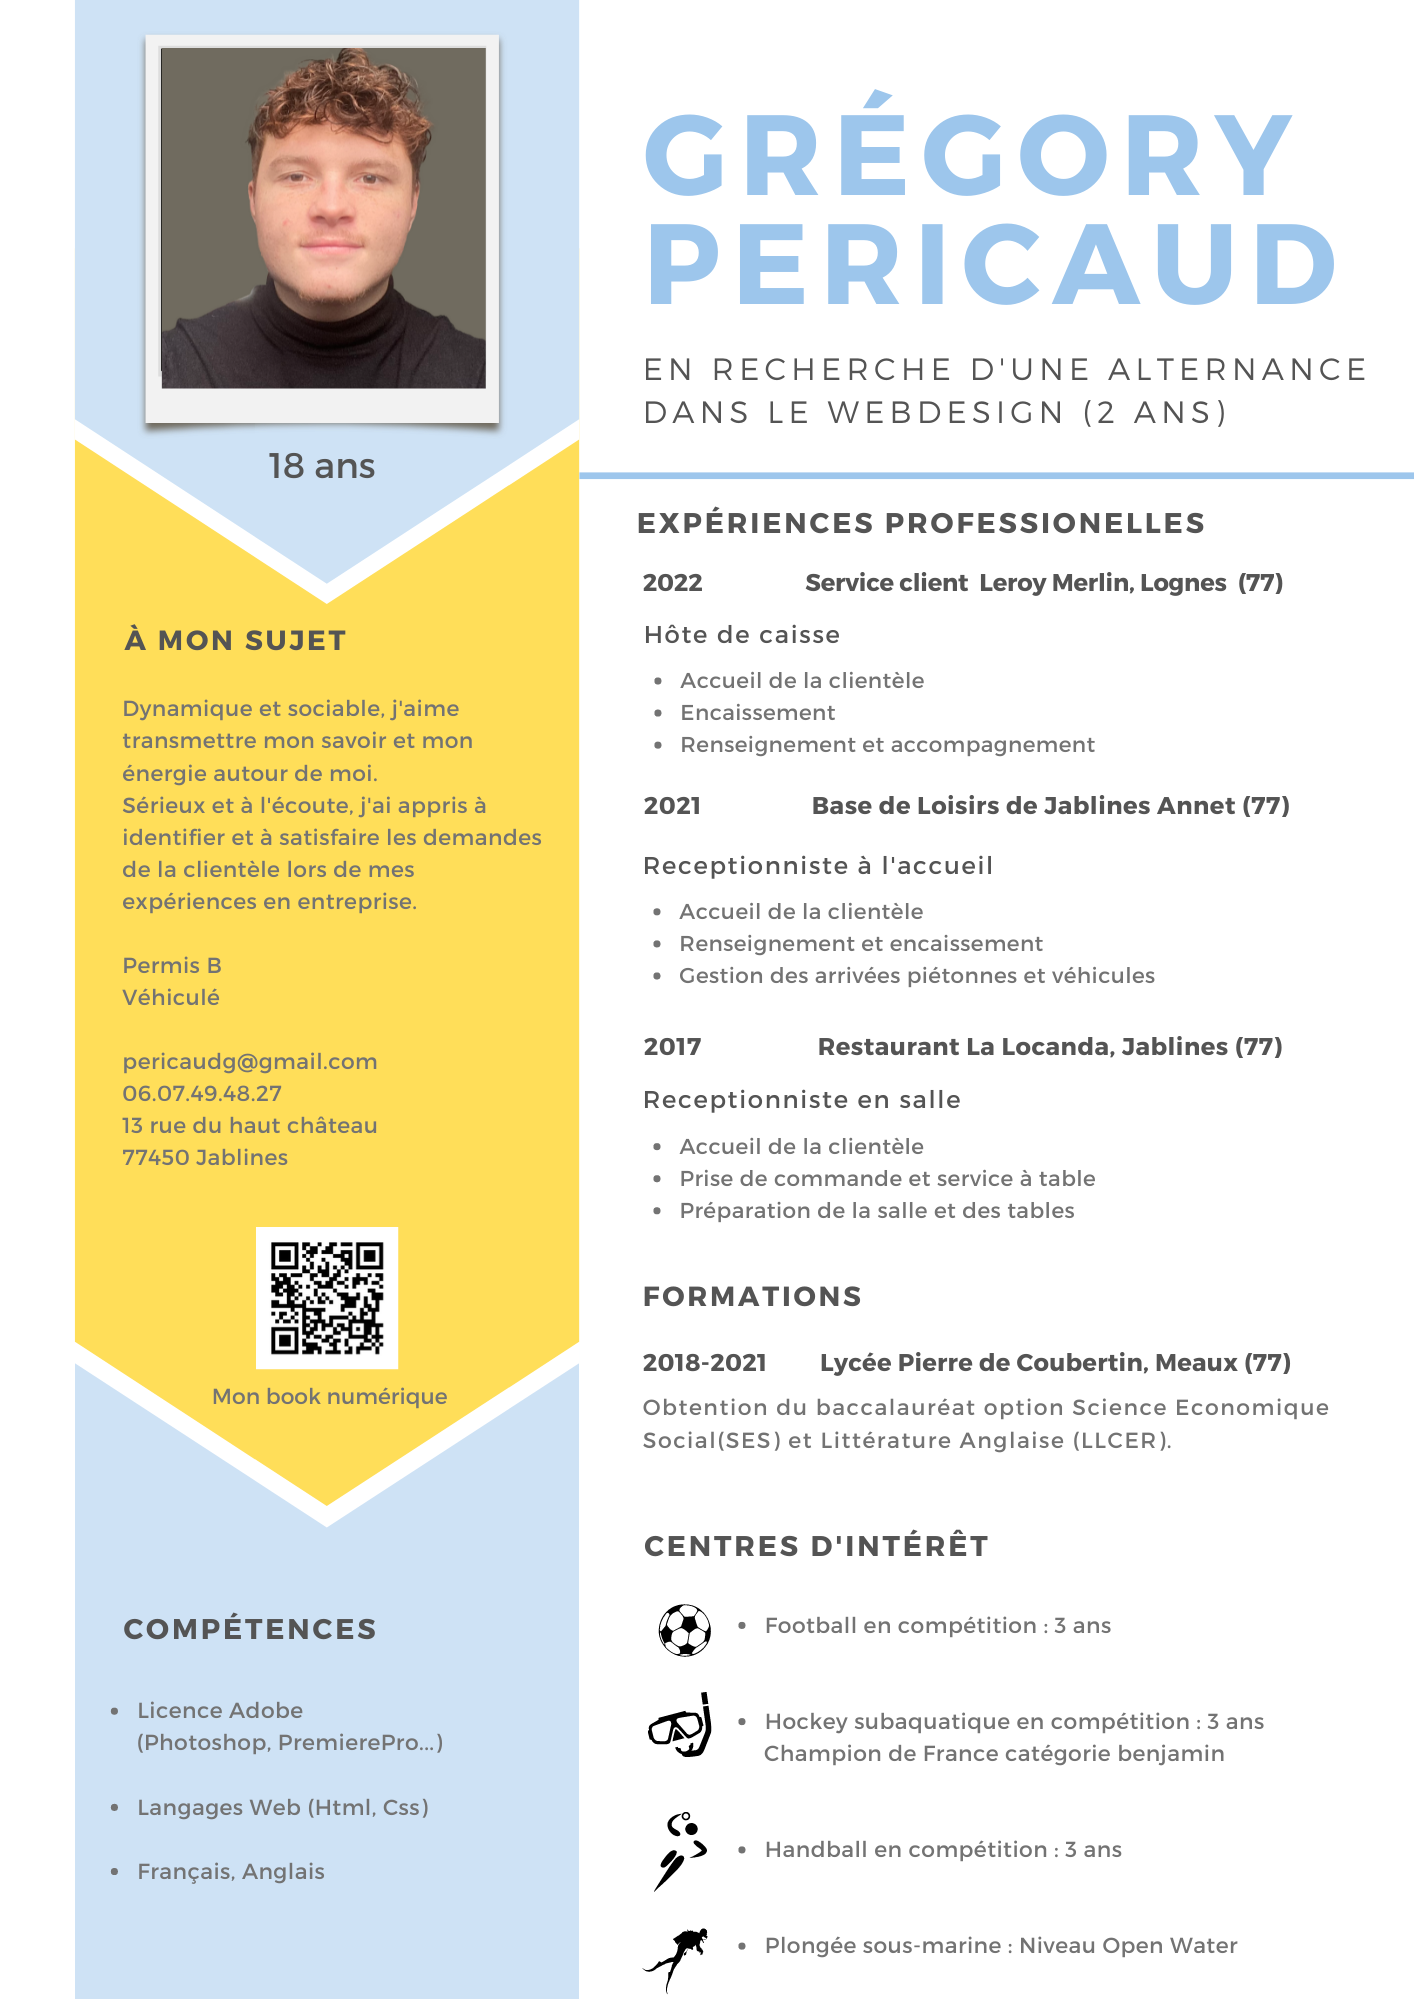 GRÉGORY
PERICAUD
EN RECHERCHE D'UNE ALTERNANCE
DANS LE WEBDESIGN (2 ANS)
18 ans
À MON SUJET
Dynamique et sociable, j'aime
transmettre mon savoir et mon
énergie autour de moi.
Sérieux et à l'écoute, j'ai appris à
identifier et à satisfaire les demandes
de la clientèle lors de mes
expériences en entreprise.
Permis B
Véhiculé
pericaudg@gmail.com
06.07.49.48.27
13 rue du haut château
77450 Jablines
Mon book numérique
COMPÉTENCES
• Licence Adobe
(Photoshop, PremierePro...)
• Langages Web (Html, Css)
• Français, Anglais
EXPÉRIENCES PROFESSIONELLES
2022 Service client Leroy Merlin, Lognes (77)
Hôte de caisse
• Accueil de la clientèle
• Encaissement
• Renseignement et accompagnement
2021 Base de Loisirs de Jablines Annet (77)
Receptionniste à l'accueil
• Accueil de la clientèle
• Renseignement et encaissement
• Gestion des arrivées piétonnes et véhicules
2017 Restaurant La Locanda, Jablines (77)
Receptionniste en salle
• Accueil de la clientèle
• Prise de commande et service à table
• Préparation de la salle et des tables
FORMATIONS
2018-2021 Lycée Pierre de Coubertin, Meaux (77)
Obtention du baccalauréat option Science Economique
Social(SES) et Littérature Anglaise (LLCER).
CENTRES D'INTÉRÊT
• Football en compétition : 3 ans
• Hockey subaquatique en compétition : 3 ans
Champion de France catégorie benjamin
• Handball en compétition : 3 ans
• Plongée sous-marine : Niveau Open Water